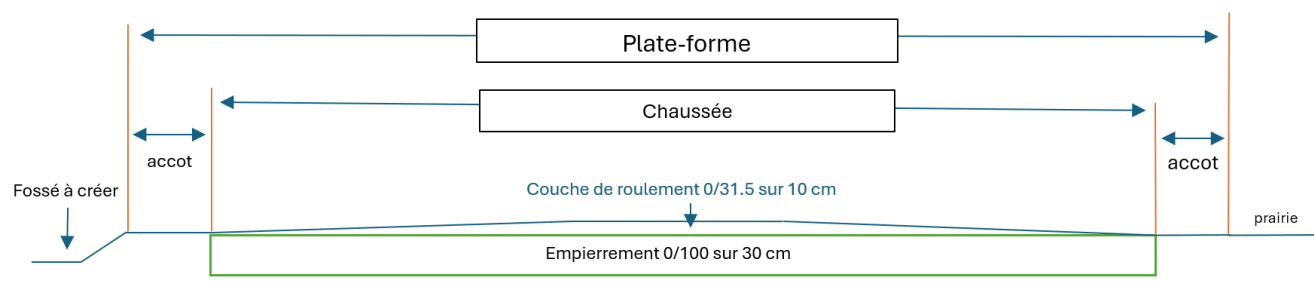 Plate-forme
Chaussée
accot
accot
Fossé à créer
Couche de roulement 0/31.5 sur 10 cm
prairie
Empierrement 0/100 sur 30 cm